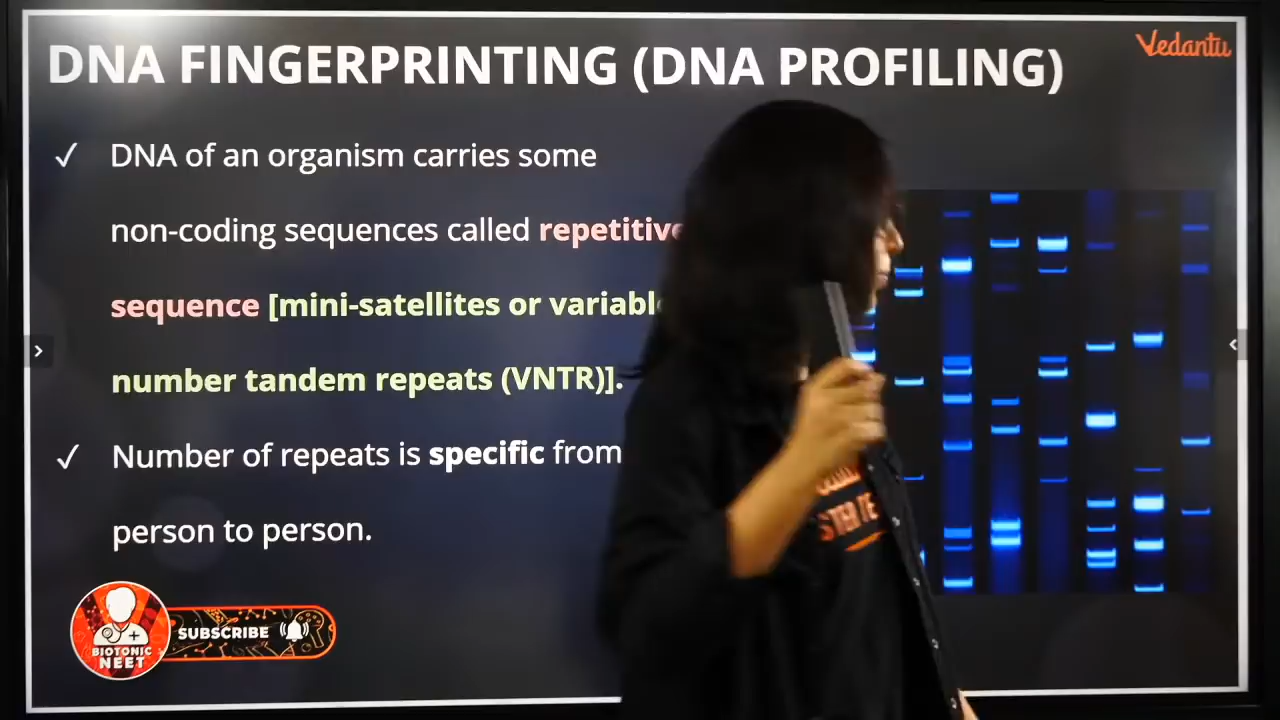 DNA FINGERPRINTING (DNA PROFILING)
Vedantu
✓ DNA of an organism carries some
non-coding sequences called repetitive
sequence [mini-satellites or variable
number tandem repeats (VNTR)].
✓ Number of repeats is specific from
person to person.
BIOTONIC
NEET
SUBSCRIBE